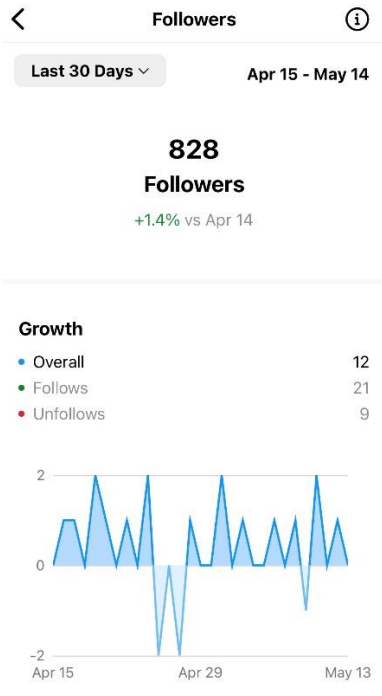 Followers
Last 30 Days
Apr 15 - May 14
828
Followers
+1.4% vs Apr 14
Growth
Overall 12
Follows 21
Unfollows 9
2
0
-2
Apr 15 Apr 29 May 13